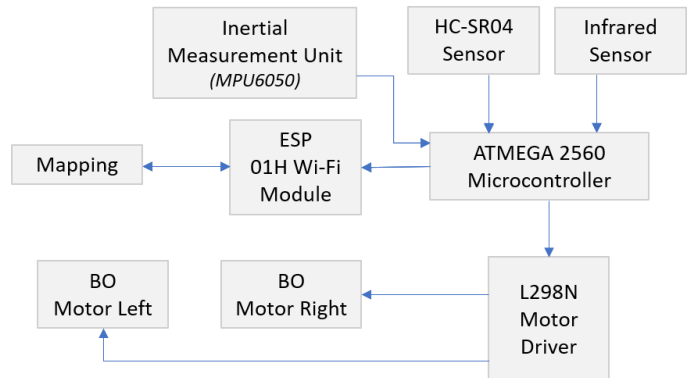 Inertial
Measurement Unit
(MPU6050)
HC-SR04
Sensor
Infrared
Sensor
Mapping
ESP
01H Wi-Fi
Module
ATMEGA 2560
Microcontroller
BO
Motor Left
BO
Motor Right
L298N
Motor
Driver